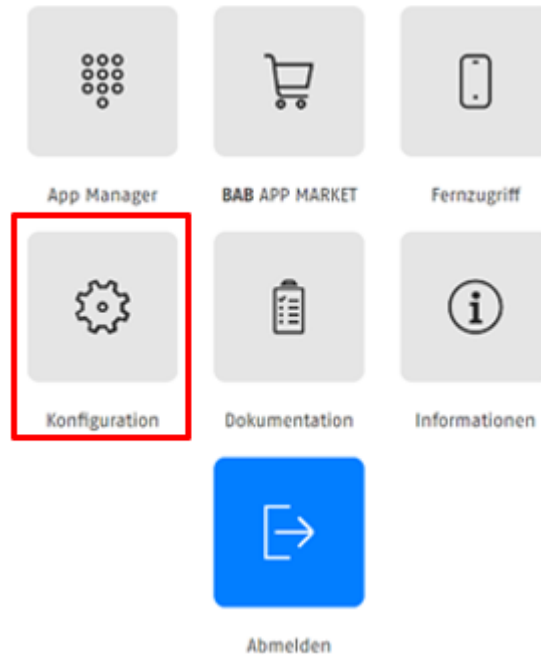 App Manager
BAB APP MARKET
Fernzugriff
Konfiguration
Dokumentation
Informationen
Abmelden